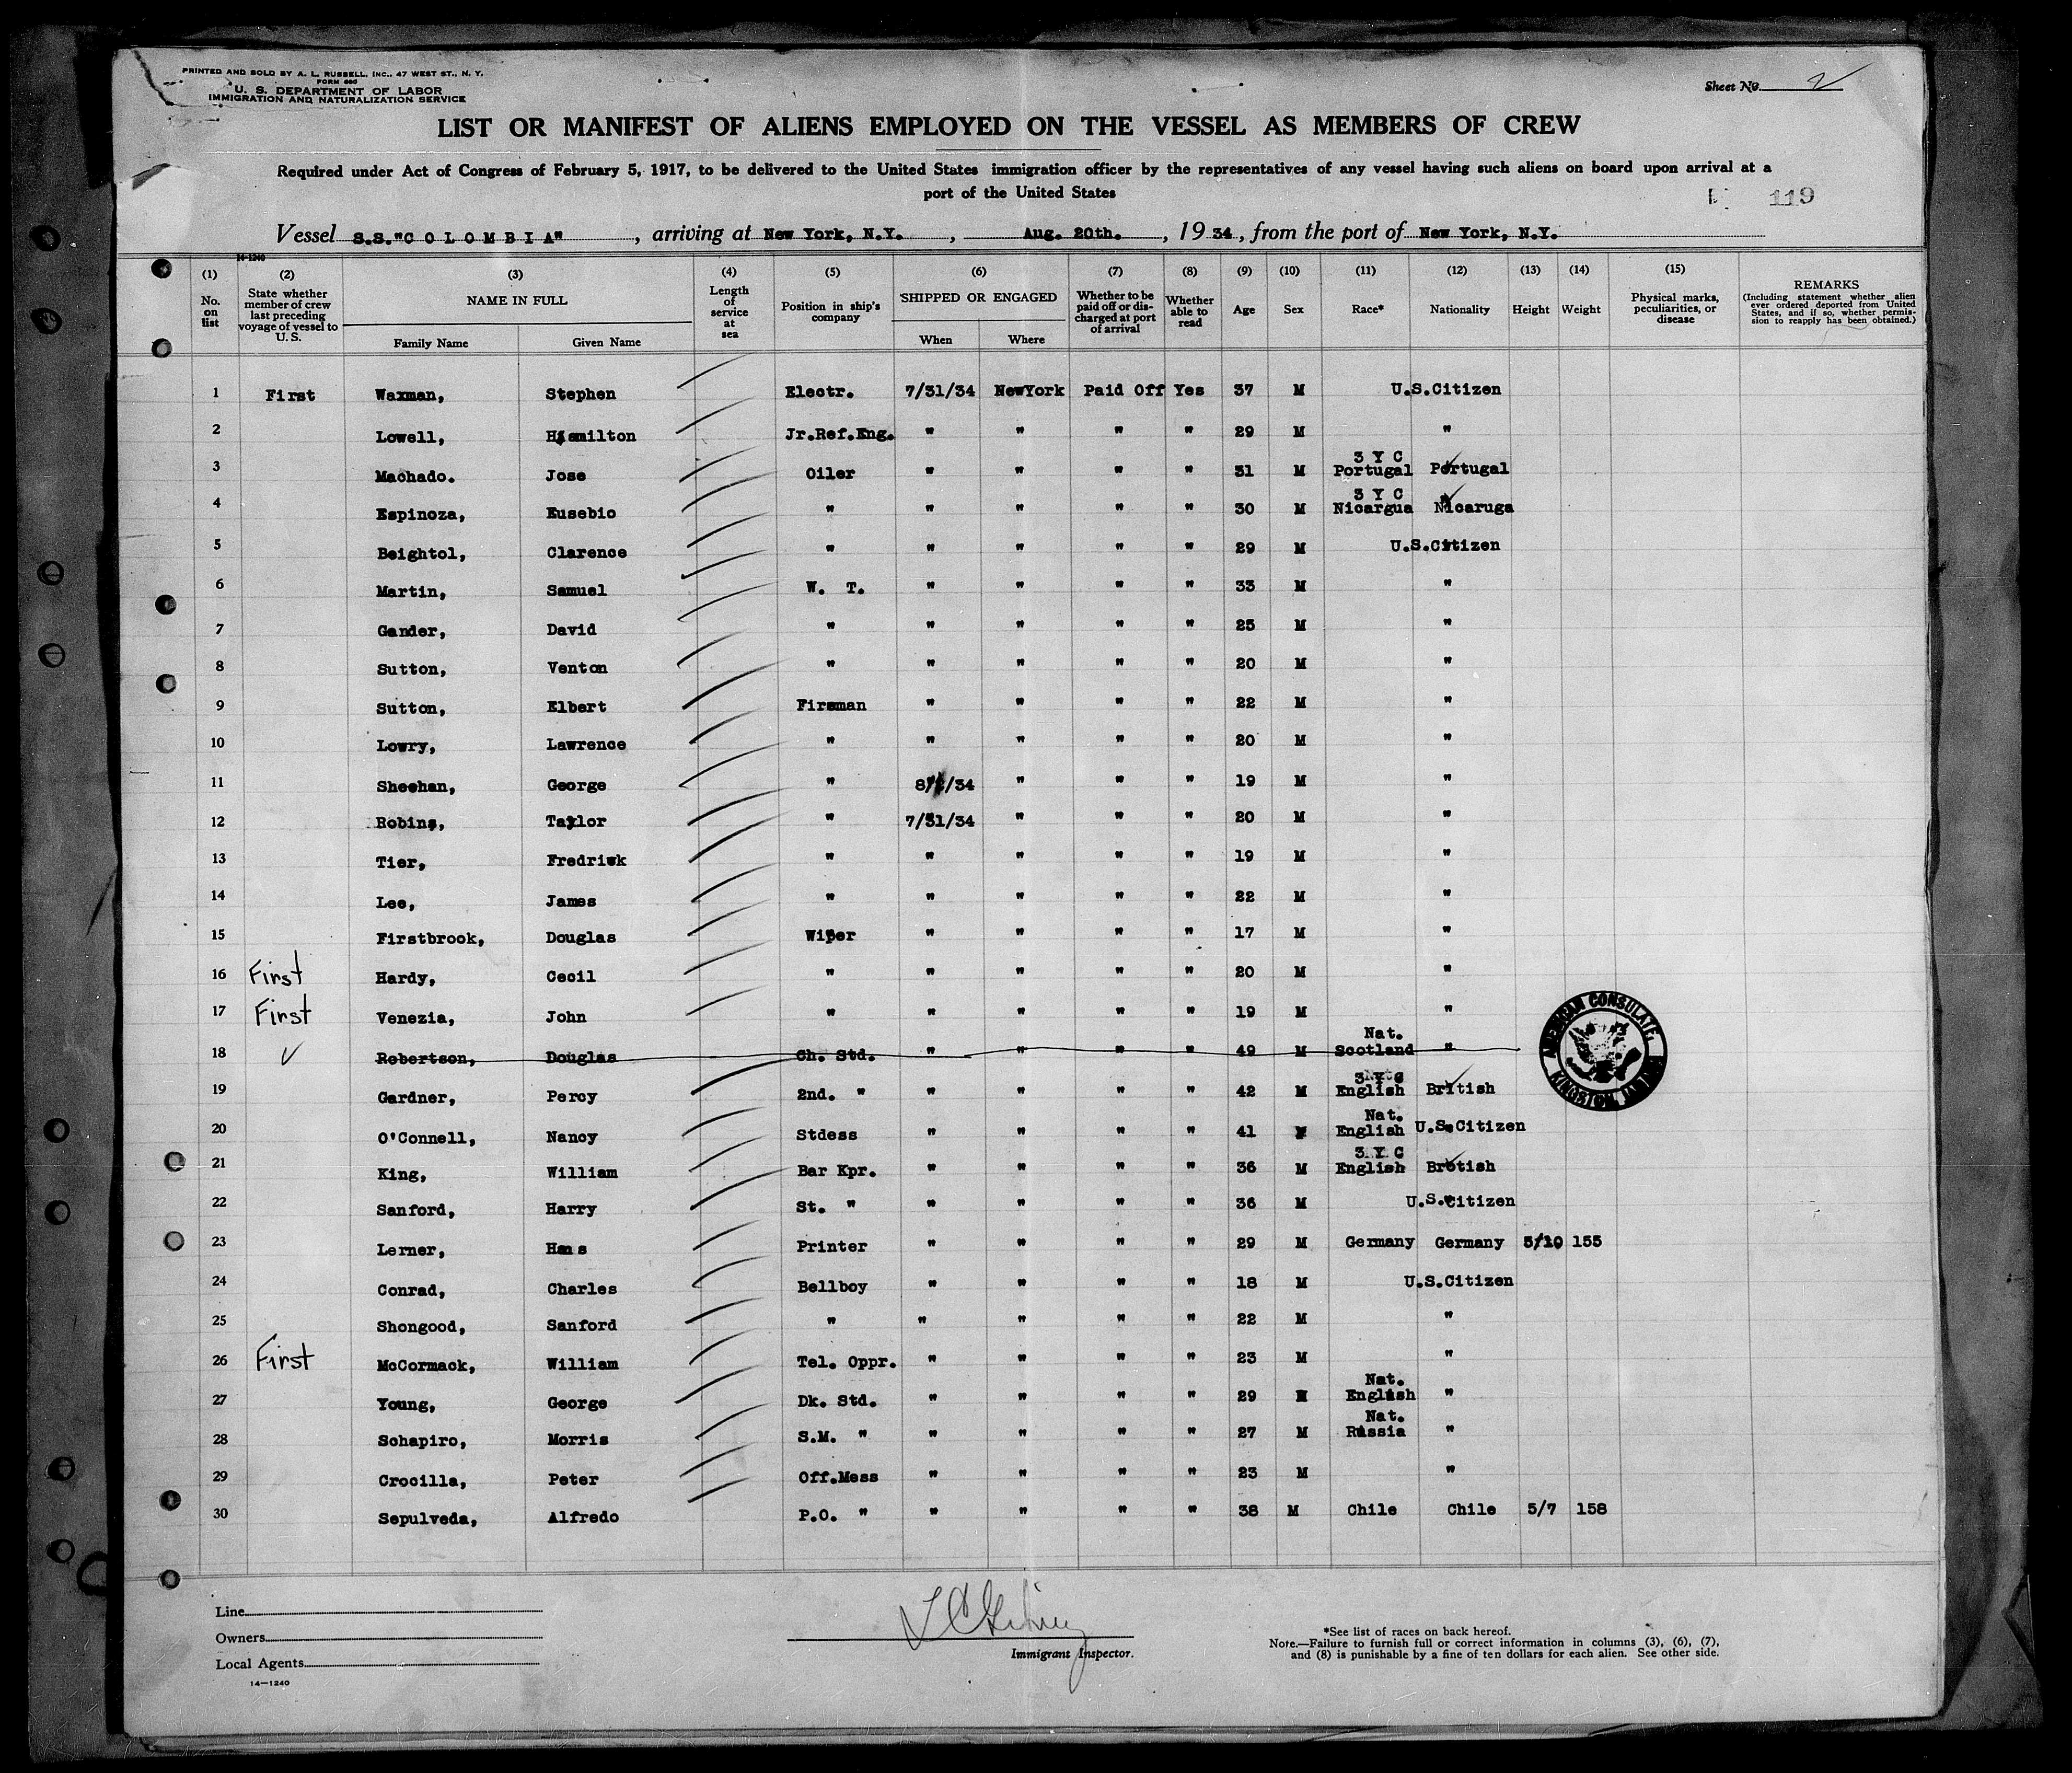 PRINTED AND SOLD BY A. L. RUSSELL, INC., 47 WEST ST., N. Y.
FORM 680
U. S. DEPARTMENT OF LABOR
IMMIGRATION AND NATURALIZATION SERVICE
Sheet No. 2
LIST OR MANIFEST OF ALIENS EMPLOYED ON THE VESSEL AS MEMBERS OF CREW
Required under Act of Congress of February 5, 1917, to be delivered to the United States immigration officer by the representatives of any vessel having such aliens on board upon arrival at a
port of the United States
119
Vessel S.S."COLOMBIA", arriving at New York, N.Y., Aug. 20th., 1934, from the port of New York, N.Y.
14-1240
(1) No. on list (2) State whether member of crew last preceding voyage of vessel to U. S. (3) NAME IN FULL Family Name Given Name (4) Length of service at sea (5) Position in ship's company (6) SHIPPED OR ENGAGED When Where (7) Whether to be paid off or discharged at port of arrival (8) Whether able to read (9) Age (10) Sex (11) Race* (12) Nationality (13) Height (14) Weight (15) Physical marks, peculiarities, or disease REMARKS (Including statement whether alien ever ordered deported from United States, and if so, whether permission to reapply has been obtained.)
1 First Waxman, Stephen Electr. 7/31/34 NewYork Paid Off Yes 37 M U.S.Citizen
2 Lowell, Hamilton Jr.Ref.Eng. " " " " 29 M "
3 Machado. Jose Oiler " " " " 31 M 3 Y C Portugal Portugal
4 Espinoza, Eusebio " " " " " 30 M 3 Y C Nicargua Nicaruga
5 Beightol, Clarence " " " " " 29 M U.S.Citizen
6 Martin, Samuel W. T. " " " " 33 M "
7 Gander, David " " " " " 25 M "
8 Sutton, Venton " " " " " 20 M "
9 Sutton, Elbert Fireman " " " " 22 M "
10 Lowry, Lawrence " " " " " 20 M "
11 Sheehan, George " " " " 19 M "
12 Robins, Taylor " 7/31/34 " " " 20 M "
13 Tier, Fredrick " " " " " 19 M "
14 Lee, James " " " " " 22 M "
15 Firstbrook, Douglas Wiper " " " " 17 M "
16 First Hardy, Cecil " " " " " 20 M "
17 First Venezia, John " " " " " 19 M "
18 Robertson, Douglas Ch. Std. " " " " 49 M Nat. Scotland "
19 Gardner, Percy 2nd. " " " " " 42 M 3 Y C English British
20 O'Connell, Nancy Stdess " " " " 41 Nat. English U.S.Citizen
21 King, William Bar Kpr. " " " " 36 M 3 Y C English British
22 Sanford, Harry St. " " " " " 36 M U.S.Citizen
23 Lerner, Hans Printer " " " " 29 M Germany Germany 5/10 155
24 Conrad, Charles Bellboy " " " " 18 M U.S.Citizen
25 Shongood, Sanford " " " " " 22 M "
26 First McCormack, William Tel. Oppr. " " " " 23 M "
27 Young, George Dk. Std. " " " " 29 M Nat. English "
28 Schapiro, Morris S.M. " " " " " 27 M Nat. Russia "
29 Crocilla, Peter Off.Mess " " " " 23 M "
30 Sepulveda, Alfredo P.O. " " " " " 38 M Chile Chile 5/7 158
AMERICAN CONSULATE,
KINGSTON, JAMAICA
Line
Owners
Local Agents
14-1240
Immigrant Inspector.
*See list of races on back hereof.
Note.—Failure to furnish full or correct information in columns (3), (6), (7),
and (8) is punishable by a fine of ten dollars for each alien. See other side.